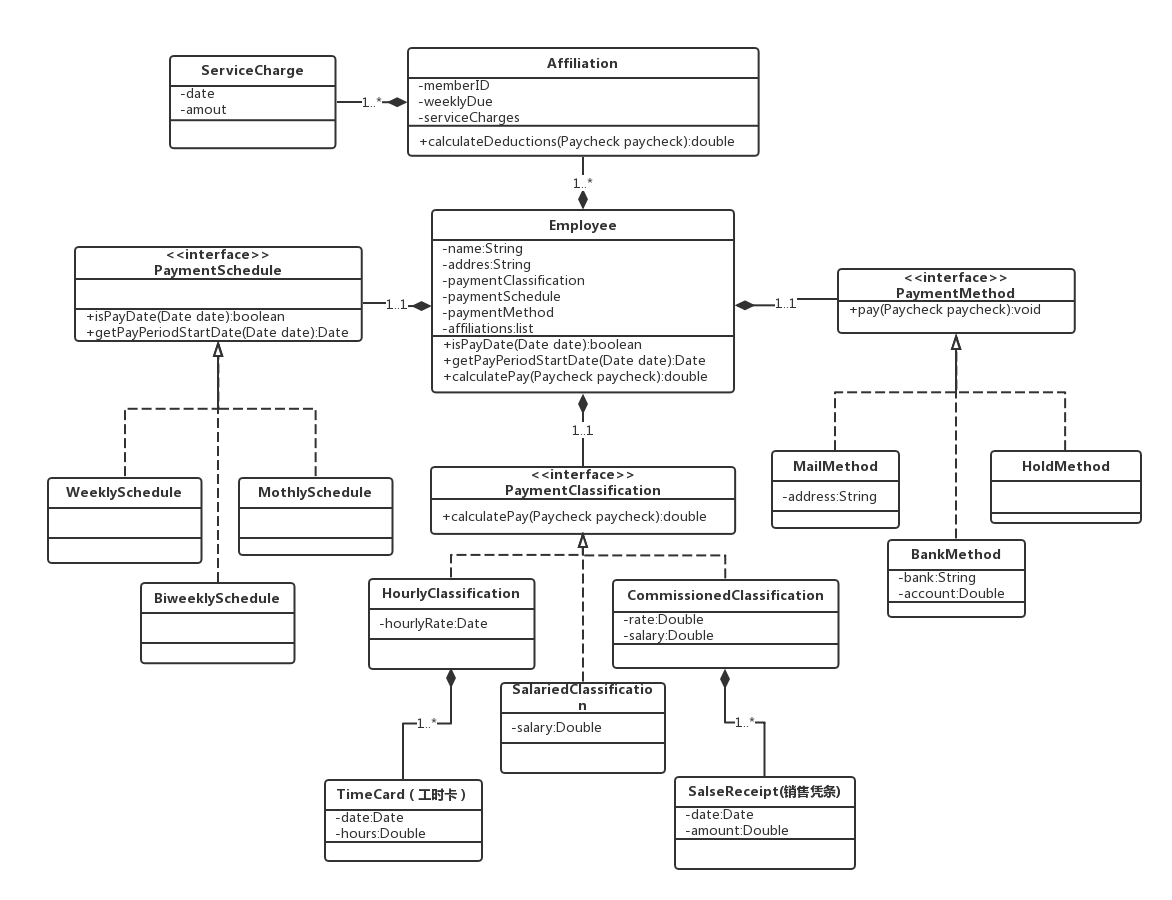 ServiceCharge
-date
-amout
1..*
Affiliation
-memberID
-weeklyDue
-serviceCharges
+calculateDeductions(Paycheck paycheck):double
1..*
Employee
-name:String
-addres:String
-paymentClassification
-paymentSchedule
-paymentMethod
-affiliations:list
+isPayDate(Date date):boolean
+getPayPeriodStartDate(Date date):Date
+calculatePay(Paycheck paycheck):double
<<interface>>
PaymentSchedule
+isPayDate(Date date):boolean
+getPayPeriodStartDate(Date date):Date
1..1
1..1
<<interface>>
PaymentMethod
+pay(Paycheck paycheck):void
1..1
<<interface>>
PaymentClassification
+calculatePay(Paycheck paycheck):double
WeeklySchedule
MothlySchedule
BiweeklySchedule
MailMethod
-address:String
HoldMethod
BankMethod
-bank:String
-account:Double
HourlyClassification
-hourlyRate:Date
CommissionedClassification
-rate:Double
-salary:Double
SalariedClassificatio
n
-salary:Double
1..*
1..*
TimeCard（工时卡）
-date:Date
-hours:Double
SalseReceipt(销售凭条)
-date:Date
-amount:Double